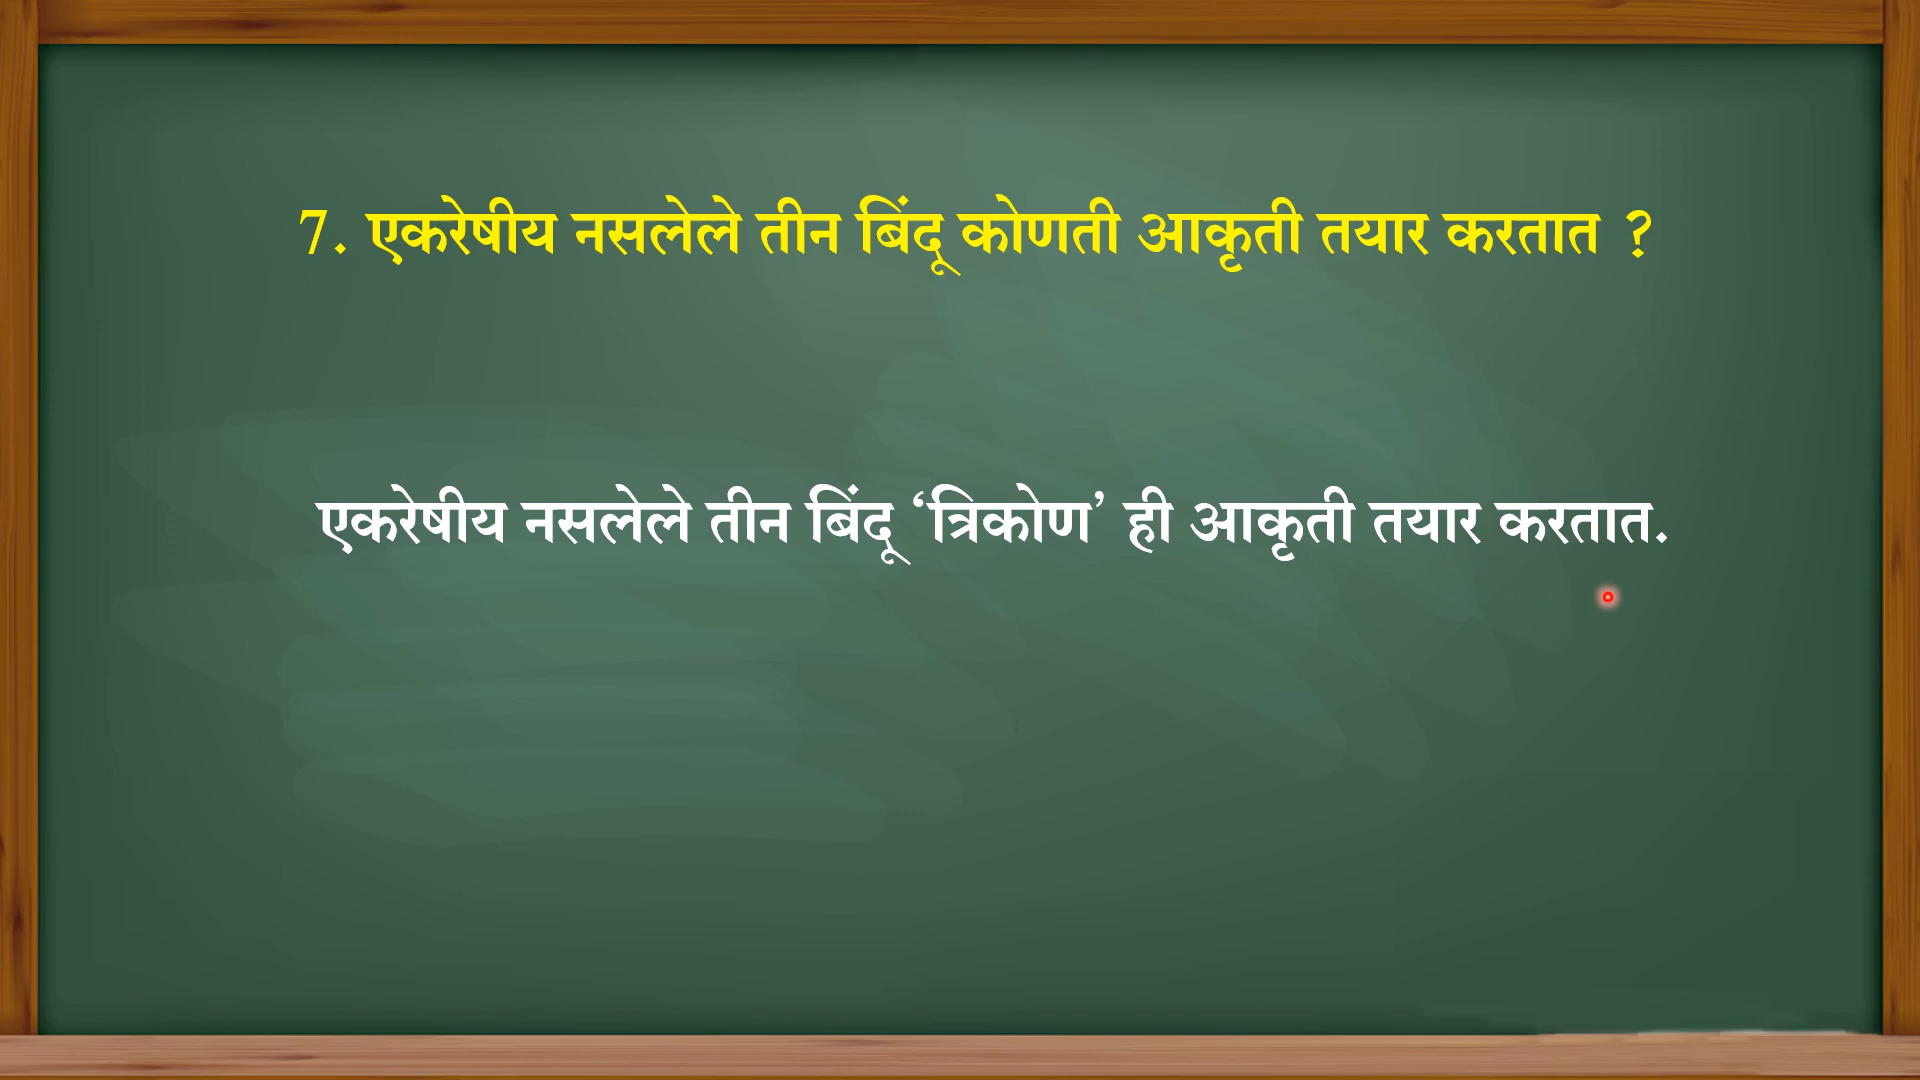 7. एकरेषीय नसलेले तीन बिंदू कोणती आकृती तयार करतात ?
एकरेषीय नसलेले तीन बिंदू ‘त्रिकोण’ ही आकृती तयार करतात.